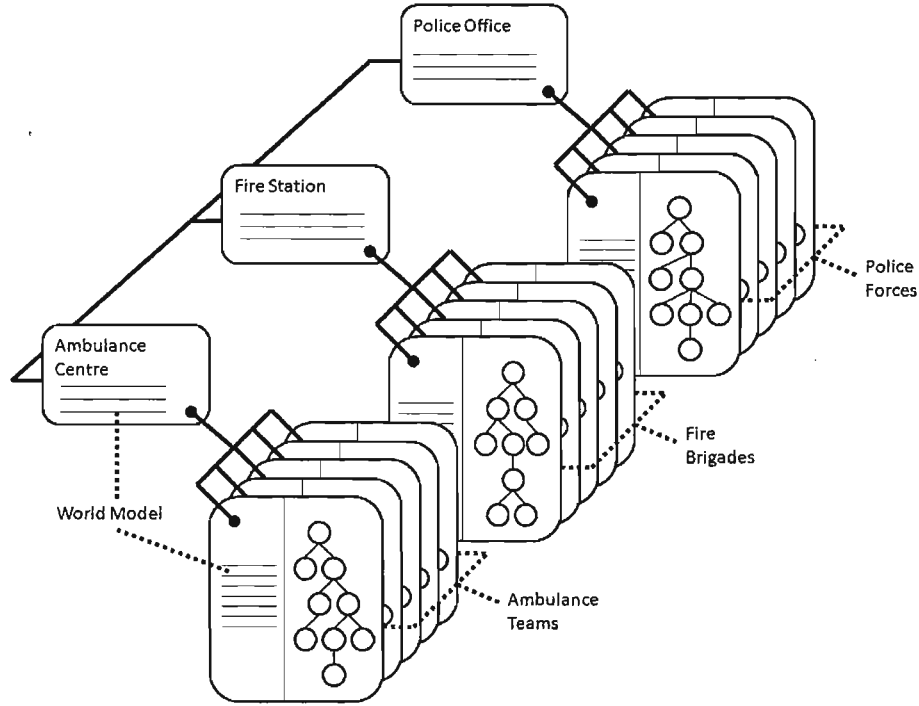 Police Office
Fire Station
Police
Forces
Ambulance
Centre
Fire
Brigades
World Model
Ambulance
Teams